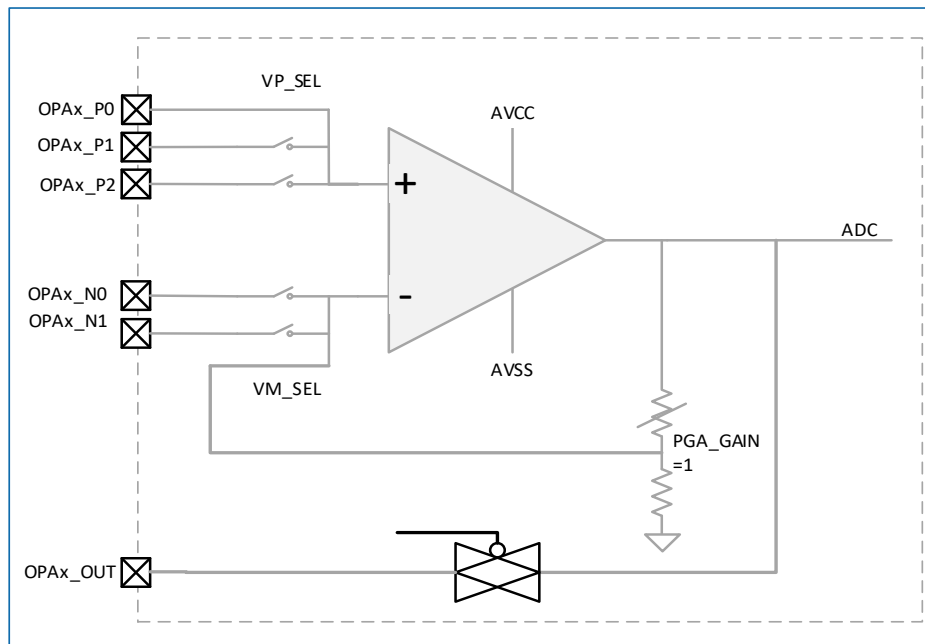 VP_SEL
OPAx_P0
AVCC
OPAx_P1
OPAx_P2
+
ADC
OPAx_N0
-
OPAx_N1
AVSS
VM_SEL
PGA_GAIN
=1
OPAx_OUT